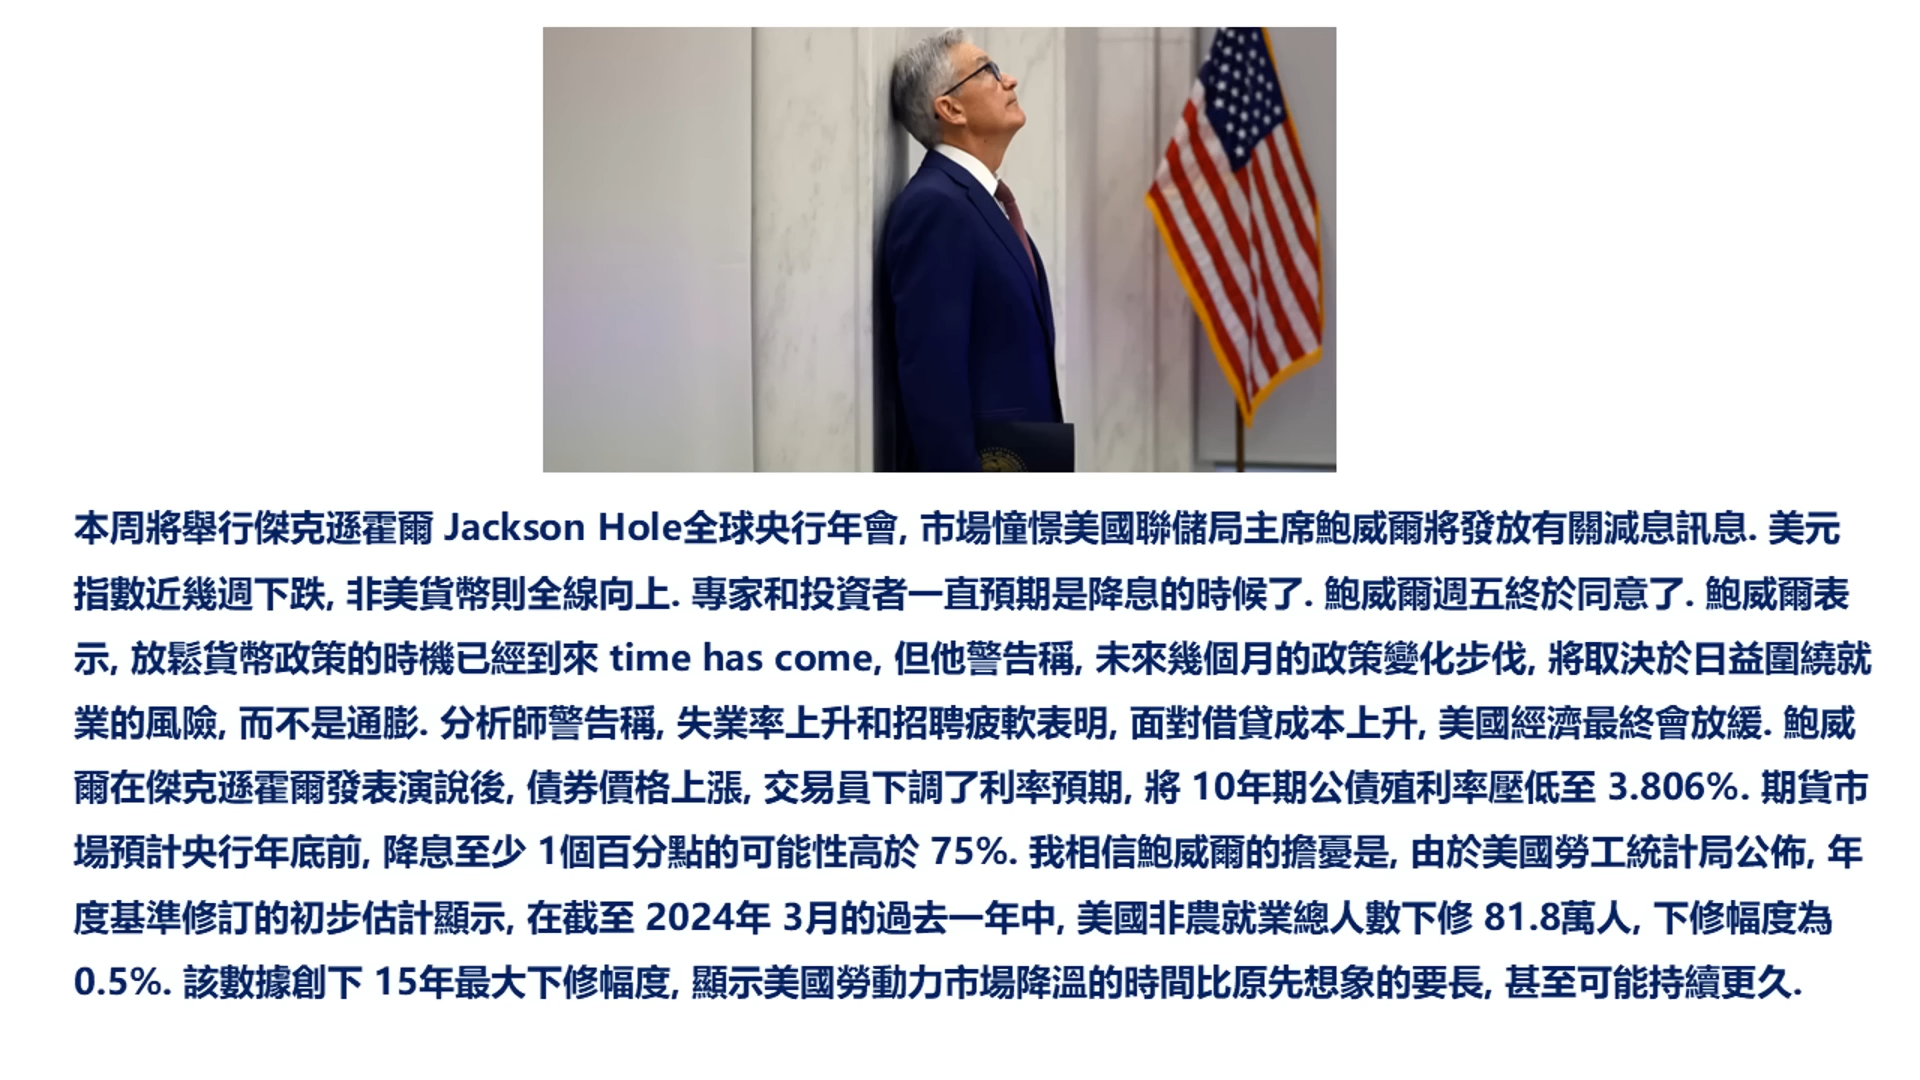 本周將舉行傑克遜霍爾 Jackson Hole全球央行年會, 市場憧憬美國聯儲局主席鮑威爾將發放有關減息訊息. 美元
指數近幾週下跌, 非美貨幣則全線向上. 專家和投資者一直預期是降息的時候了. 鮑威爾週五終於同意了. 鮑威爾表
示, 放鬆貨幣政策的時機已經到來 time has come, 但他警告稱, 未來幾個月的政策變化步伐, 將取決於日益圍繞就
業的風險, 而不是通膨. 分析師警告稱, 失業率上升和招聘疲軟表明, 面對借貸成本上升, 美國經濟最終會放緩. 鮑威
爾在傑克遜霍爾發表演說後, 債券價格上漲, 交易員下調了利率預期, 將 10年期公債殖利率壓低至 3.806%. 期貨市
場預計央行年底前, 降息至少 1個百分點的可能性高於 75%. 我相信鮑威爾的擔憂是, 由於美國勞工統計局公佈, 年
度基準修訂的初步估計顯示, 在截至 2024年 3月的過去一年中, 美國非農就業總人數下修 81.8萬人, 下修幅度為
0.5%. 該數據創下 15年最大下修幅度, 顯示美國勞動力市場降溫的時間比原先想象的要長, 甚至可能持續更久.